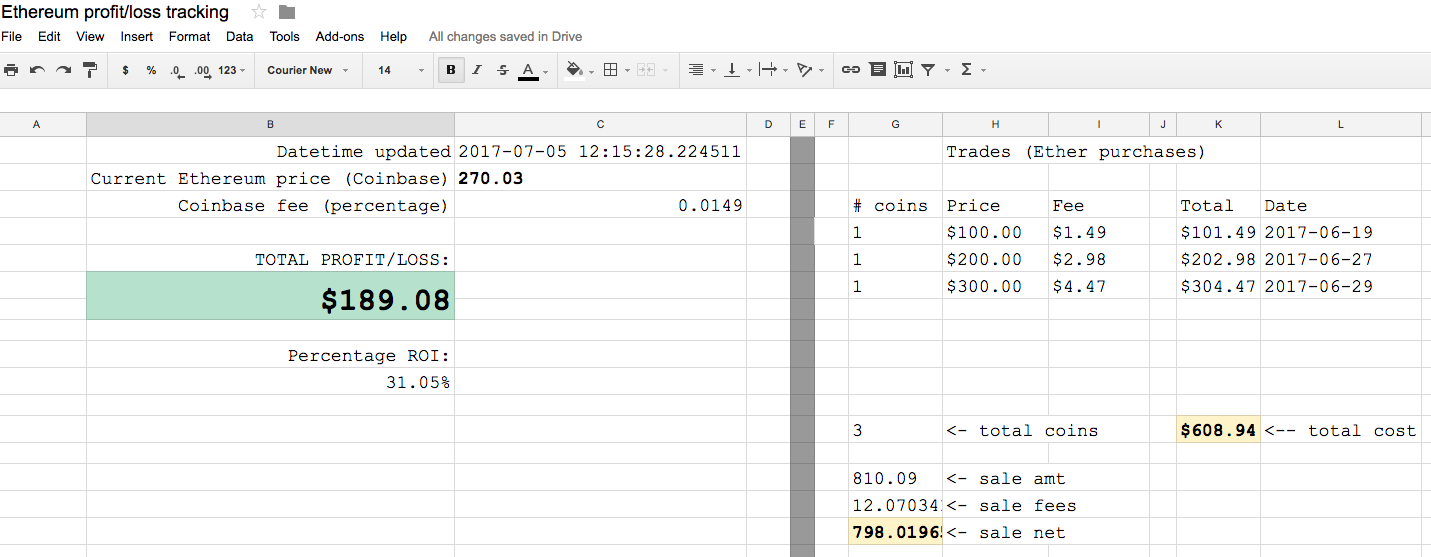 Ethereum profit/loss tracking
File Edit View Insert Format Data Tools Add-ons Help All changes saved in Drive
$ % .0 .00 123 Courier New 14 B I S A Σ
A B C D E F G H I J K L
Datetime updated 2017-07-05 12:15:28.224511 Trades (Ether purchases)
Current Ethereum price (Coinbase) 270.03
Coinbase fee (percentage) 0.0149 # coins Price Fee Total Date
1 $100.00 $1.49 $101.49 2017-06-19
TOTAL PROFIT/LOSS: 1 $200.00 $2.98 $202.98 2017-06-27
$189.08 1 $300.00 $4.47 $304.47 2017-06-29
Percentage ROI:
31.05%
3 <- total coins $608.94 <-- total cost
810.09 <- sale amt
12.07034 <- sale fees
798.0196 <- sale net